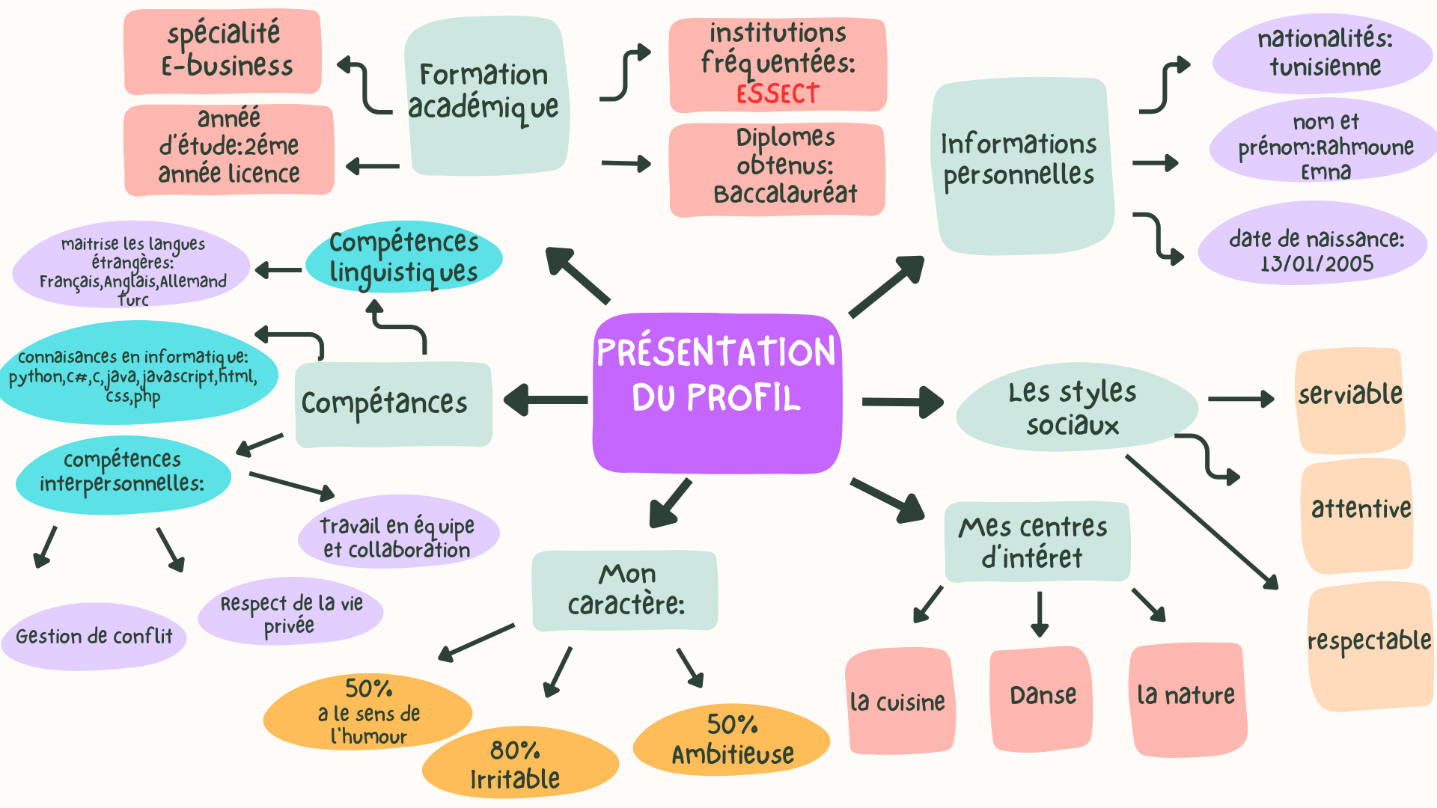 spécialité
E-business
Formation
académique
institutions
fréquentées:
ESSECT
annéé
d'étude:2éme
année licence
Diplomes
obtenus:
Baccalauréat
Informations
personnelles
nationalités:
tunisienne
nom et
prénom:Rahmoune
Emna
date de naissance:
13/01/2005
maitrise les langues
étrangères:
Français,Anglais,Allemand
Turc
Compétences
linguistiques
connaisances en informatique:
python,c#,c,java,javascript,html,
css,php
Compétances
PRÉSENTATION
DU PROFIL
Les styles
sociaux
serviable
attentive
respectable
compétences
interpersonnelles:
Travail en équipe
et collaboration
Gestion de conflit
Respect de la vie
privée
Mon
caractère:
50%
a le sens de
l'humour
80%
Irritable
50%
Ambitieuse
Mes centres
d'intéret
la cuisine
Danse
la nature